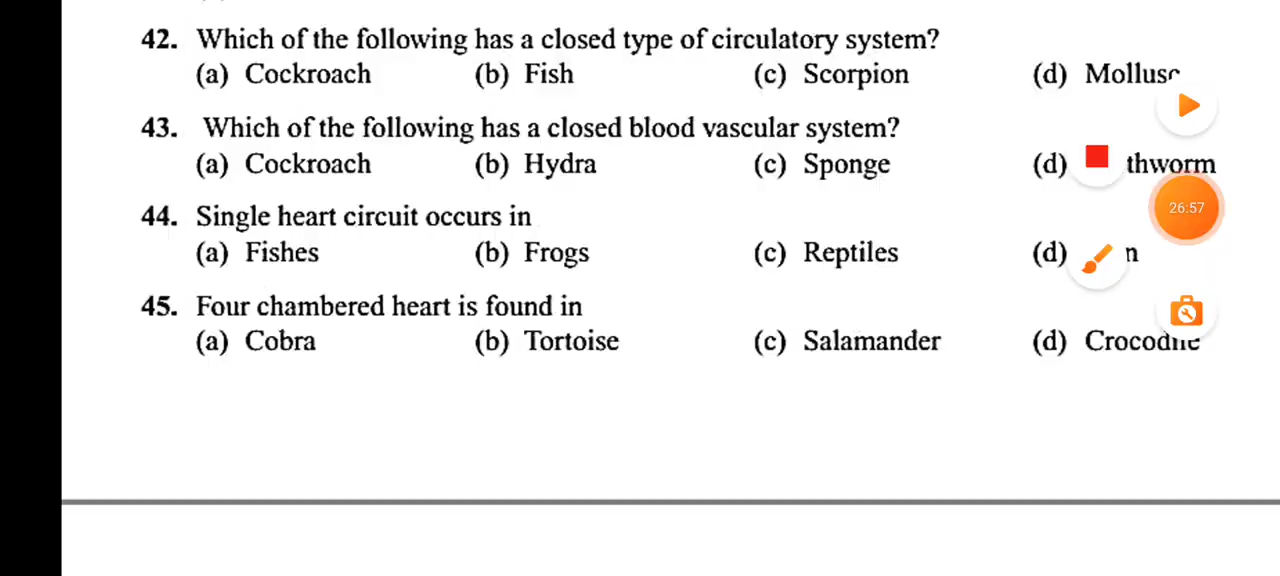 42. Which of the following has a closed type of circulatory system?
(a) Cockroach (b) Fish (c) Scorpion (d) Mollusc
43. Which of the following has a closed blood vascular system?
(a) Cockroach (b) Hydra (c) Sponge (d) thworm
44. Single heart circuit occurs in
26:57
(a) Fishes (b) Frogs (c) Reptiles (d) n
45. Four chambered heart is found in
(a) Cobra (b) Tortoise (c) Salamander (d) Crocodile